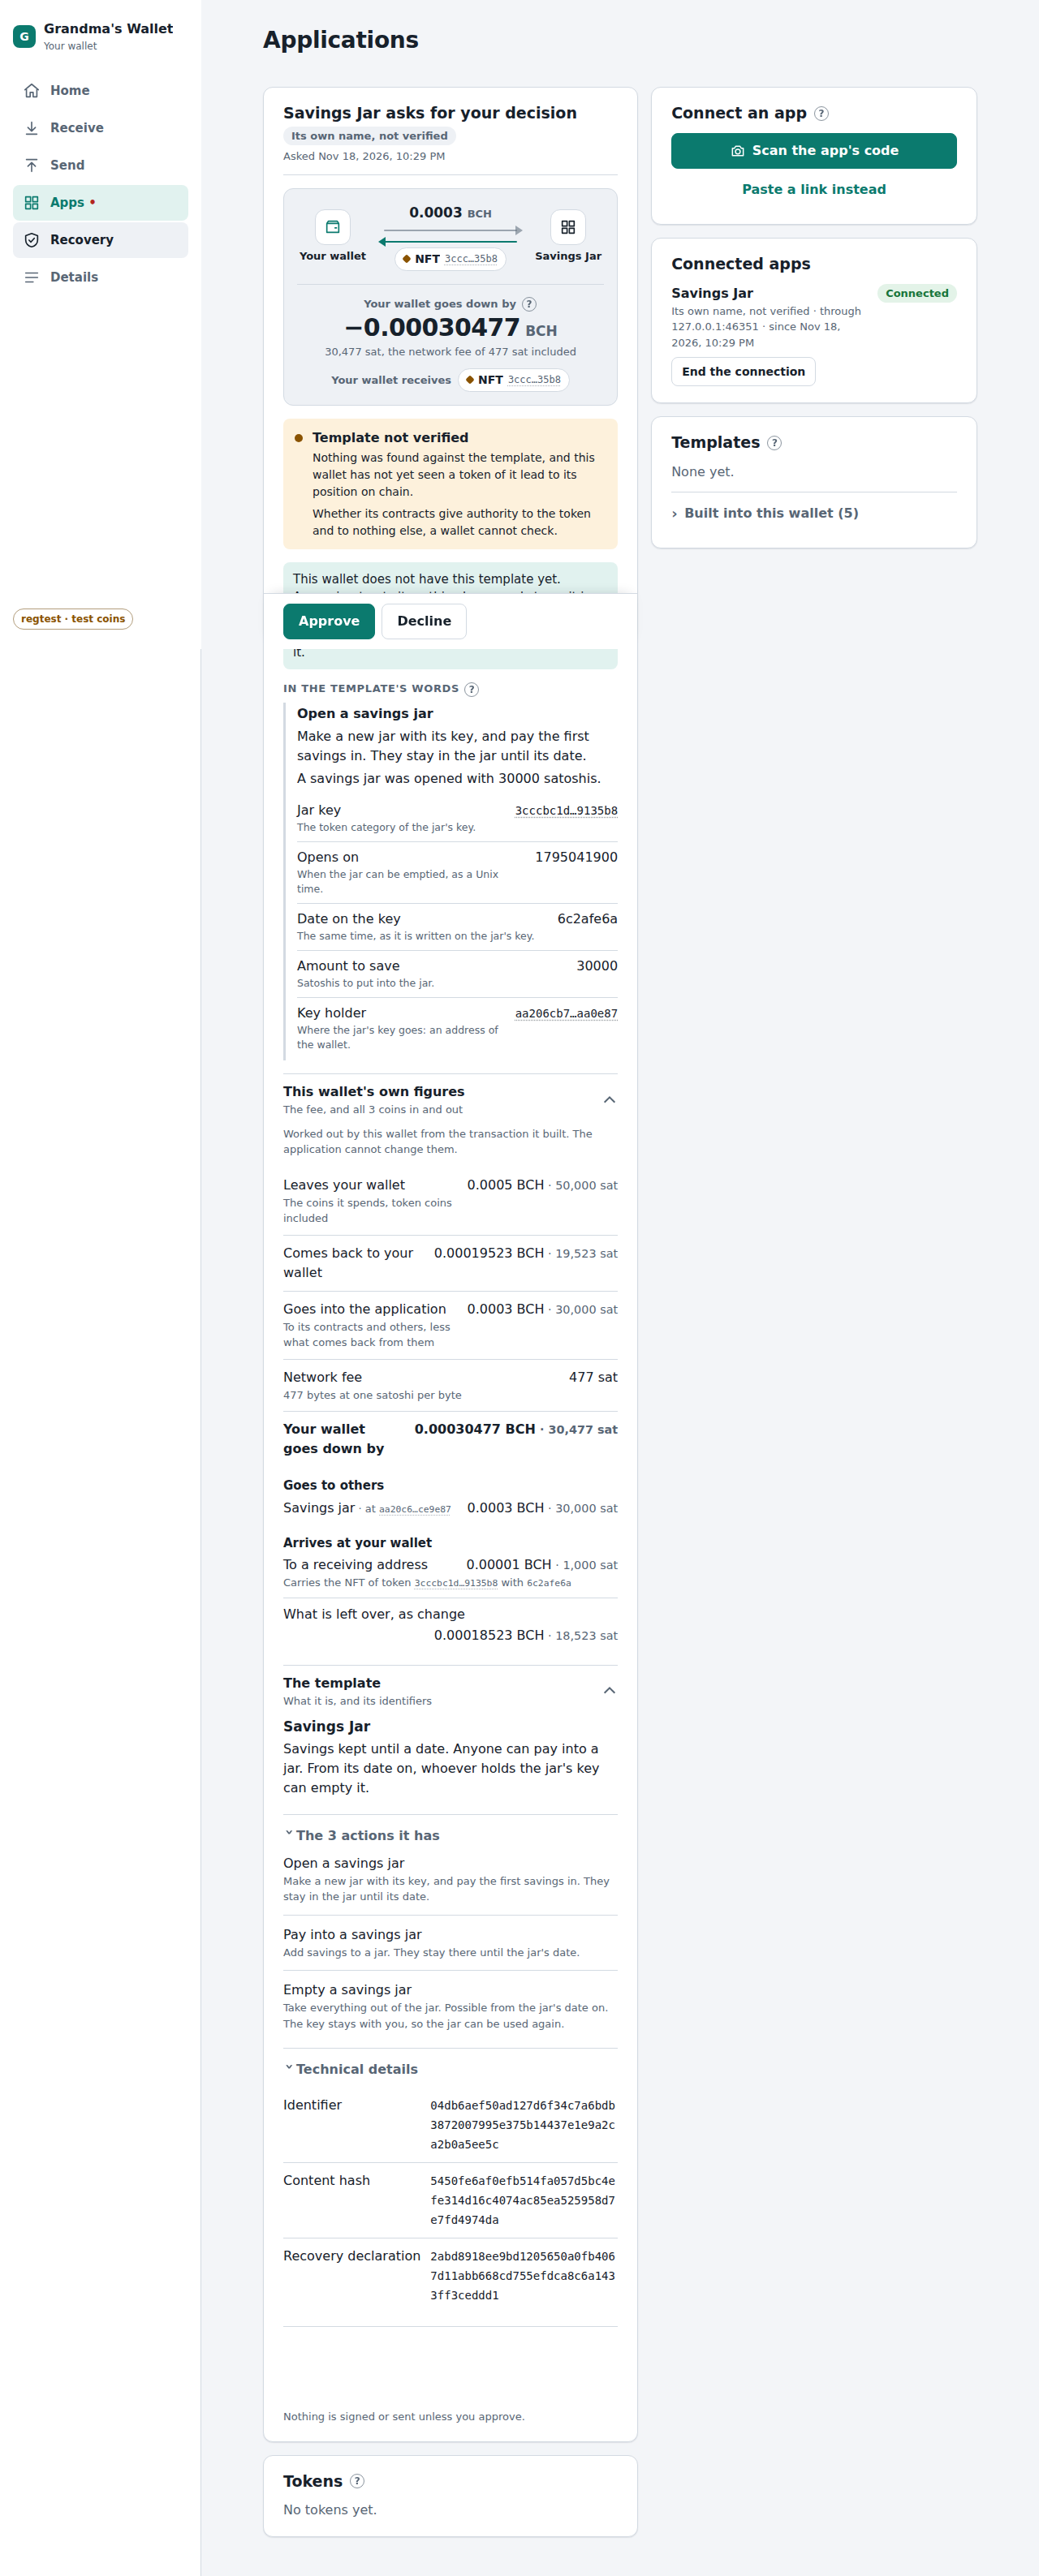 G
Grandma's Wallet
Your wallet
Home
Receive
Send
Apps •
Recovery
Details
regtest · test coins
Applications
Savings Jar asks for your decision
Its own name, not verified
Asked Nov 18, 2026, 10:29 PM
0.0003 BCH
Your wallet
NFT 3ccc…35b8
Savings Jar
Your wallet goes down by ?
−0.00030477 BCH
30,477 sat, the network fee of 477 sat included
Your wallet receives NFT 3ccc…35b8
Template not verified
Nothing was found against the template, and this
wallet has not yet seen a token of it lead to its
position on chain.
Whether its contracts give authority to the token
and to nothing else, a wallet cannot check.
This wallet does not have this template yet.
Approve
Decline
it.
IN THE TEMPLATE'S WORDS ?
Open a savings jar
Make a new jar with its key, and pay the first
savings in. They stay in the jar until its date.
A savings jar was opened with 30000 satoshis.
Jar key 3cccbc1d…9135b8
The token category of the jar's key.
Opens on 1795041900
When the jar can be emptied, as a Unix
time.
Date on the key 6c2afe6a
The same time, as it is written on the jar's key.
Amount to save 30000
Satoshis to put into the jar.
Key holder aa206cb7…aa0e87
Where the jar's key goes: an address of
the wallet.
This wallet's own figures
The fee, and all 3 coins in and out
Worked out by this wallet from the transaction it built. The
application cannot change them.
Leaves your wallet 0.0005 BCH · 50,000 sat
The coins it spends, token coins
included
Comes back to your 0.00019523 BCH · 19,523 sat
wallet
Goes into the application 0.0003 BCH · 30,000 sat
To its contracts and others, less
what comes back from them
Network fee 477 sat
477 bytes at one satoshi per byte
Your wallet 0.00030477 BCH · 30,477 sat
goes down by
Goes to others
Savings jar · at aa20c6…ce9e87 0.0003 BCH · 30,000 sat
Arrives at your wallet
To a receiving address 0.00001 BCH · 1,000 sat
Carries the NFT of token 3cccbc1d…9135b8 with 6c2afe6a
What is left over, as change
0.00018523 BCH · 18,523 sat
The template
What it is, and its identifiers
Savings Jar
Savings kept until a date. Anyone can pay into a
jar. From its date on, whoever holds the jar's key
can empty it.
The 3 actions it has
Open a savings jar
Make a new jar with its key, and pay the first savings in. They
stay in the jar until its date.
Pay into a savings jar
Add savings to a jar. They stay there until the jar's date.
Empty a savings jar
Take everything out of the jar. Possible from the jar's date on.
The key stays with you, so the jar can be used again.
Technical details
Identifier 04db6aef50ad127d6f34c7a6bdb
3872007995e375b14437e1e9a2c
a2b0a5ee5c
Content hash 5450fe6af0efb514fa057d5bc4e
fe314d16c4074ac85ea525958d7
e7fd4974da
Recovery declaration 2abd8918ee9bd1205650a0fb406
7d11abb668cd755efdca8c6a143
3ff3ceddd1
Nothing is signed or sent unless you approve.
Tokens ?
No tokens yet.
Connect an app ?
Scan the app's code
Paste a link instead
Connected apps
Savings Jar Connected
Its own name, not verified · through
127.0.0.1:46351 · since Nov 18,
2026, 10:29 PM
End the connection
Templates ?
None yet.
› Built into this wallet (5)